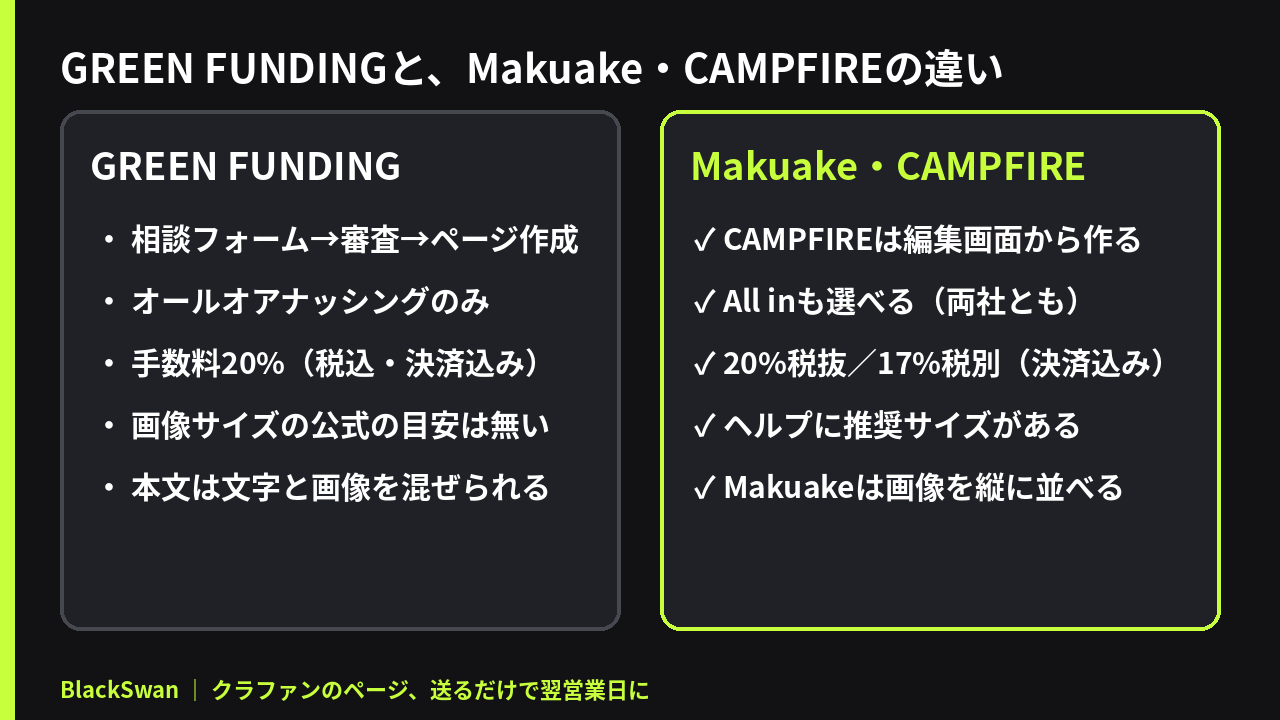 GREEN FUNDINGと、Makuake・CAMPFIREの違い
GREEN FUNDING
・ 相談フォーム→審査→ページ作成
・ オールオアナッシングのみ
・ 手数料20%（税込・決済込み）
・ 画像サイズの公式の目安は無い
・ 本文は文字と画像を混ぜられる
Makuake・CAMPFIRE
✓ CAMPFIREは編集画面から作る
✓ All inも選べる（両社とも）
✓ 20%税抜／17%税別（決済込み）
✓ ヘルプに推奨サイズがある
✓ Makuakeは画像を縦に並べる
BlackSwan｜クラファンのページ、送るだけで翌営業日に